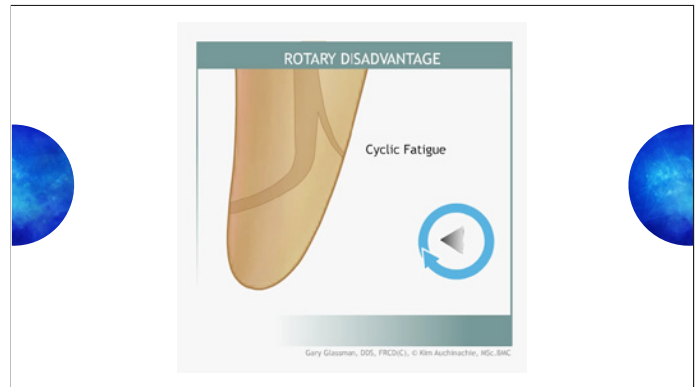 ROTARY DISADVANTAGE
Cyclic Fatigue
Gary Glassman, DDS, FRCD(C), © Kim Auchinachie, MSc.BMC